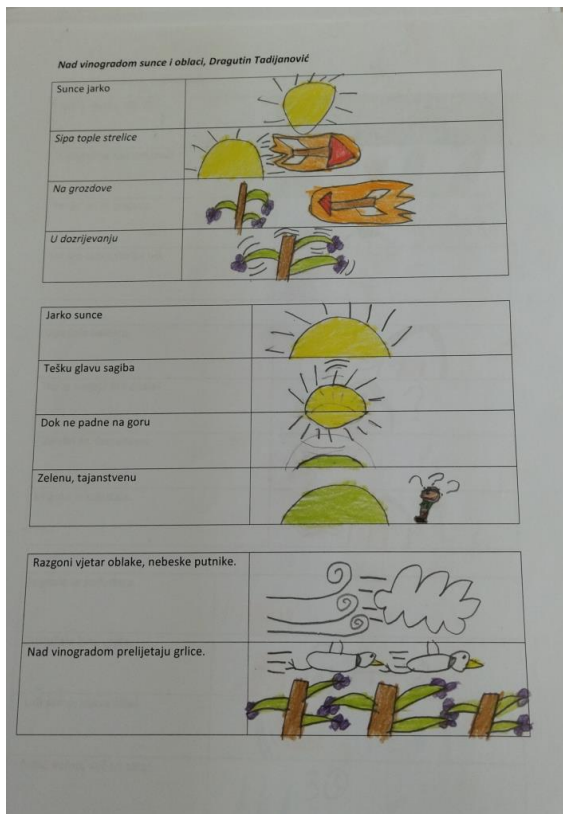 Nad vinogradom sunce i oblaci, Dragutin Tadijanović
Sunce jarko
Sipa tople strelice
Na grozdove
U dozrijevanju
Jarko sunce
Tešku glavu sagiba
Dok ne padne na goru
Zelenu, tajanstvenu
? ? ?
Razgoni vjetar oblake, nebeske putnike.
Nad vinogradom prelijetaju grlice.